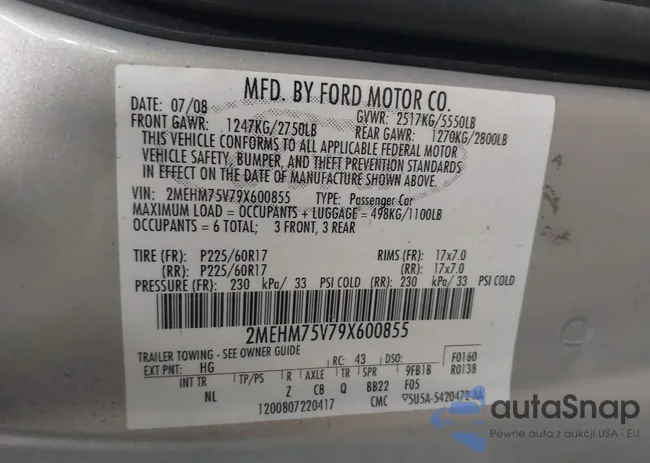 MFD. BY FORD MOTOR CO.
DATE: 07/08 GVWR: 2517KG/5550LB
FRONT GAWR: 1247KG/2750LB REAR GAWR: 1270KG/2800LB
THIS VEHICLE CONFORMS TO ALL APPLICABLE FEDERAL MOTOR
VEHICLE SAFETY, BUMPER, AND THEFT PREVENTION STANDARDS
IN EFFECT ON THE DATE OF MANUFACTURE SHOWN ABOVE.
VIN: 2MEHM75V79X600855 TYPE: Passenger Car
MAXIMUM LOAD = OCCUPANTS + LUGGAGE = 498KG/1100LB
OCCUPANTS = 6 TOTAL; 3 FRONT, 3 REAR
TIRE (FR): P225/60R17 RIMS (FR): 17x7.0
(RR): P225/60R17 (RR): 17x7.0
PRESSURE (FR): 230 kPa/ 33 PSI COLD (RR): 230 kPa/ 33 PSI COLD
2MEHM75V79X600855
TRAILER TOWING - SEE OWNER GUIDE
EXT PNT: HG RC: 43 DSO: F0160
INT TR TP/PS R AXLE TR SPR 9FB1B R0138
NL Z C8 Q BB22 F05
1200807220417 CMC 5U5A-5420472-AA
autoSnap
Pewne auta z aukcji USA i EU